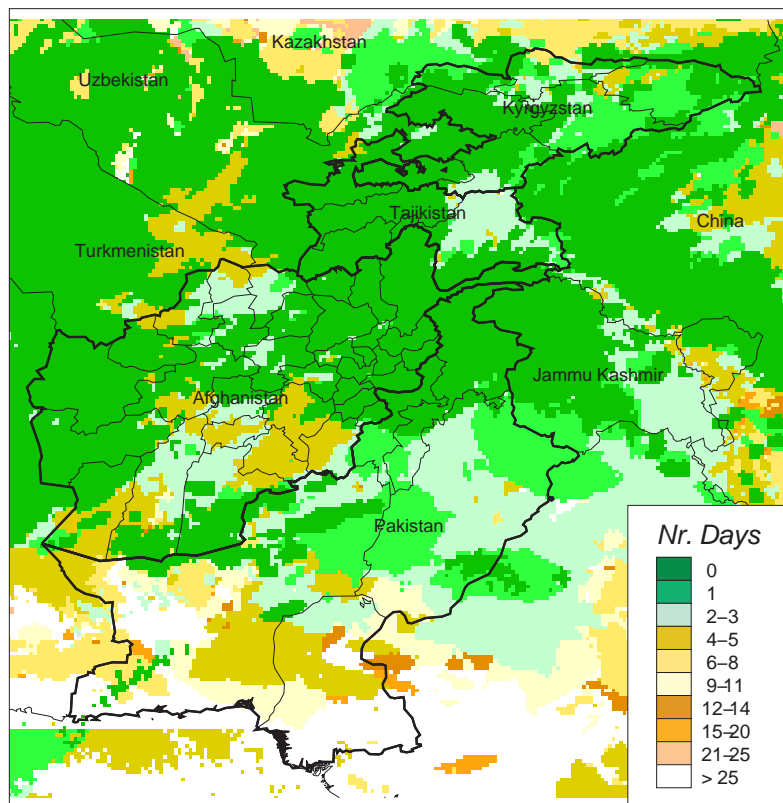 Kazakhstan
Uzbekistan
Kyrgyzstan
Tajikistan
China
Turkmenistan
Jammu Kashmir
Afghanistan
Pakistan
Nr. Days
0
1
2–3
4–5
6–8
9–11
12–14
15–20
21–25
> 25